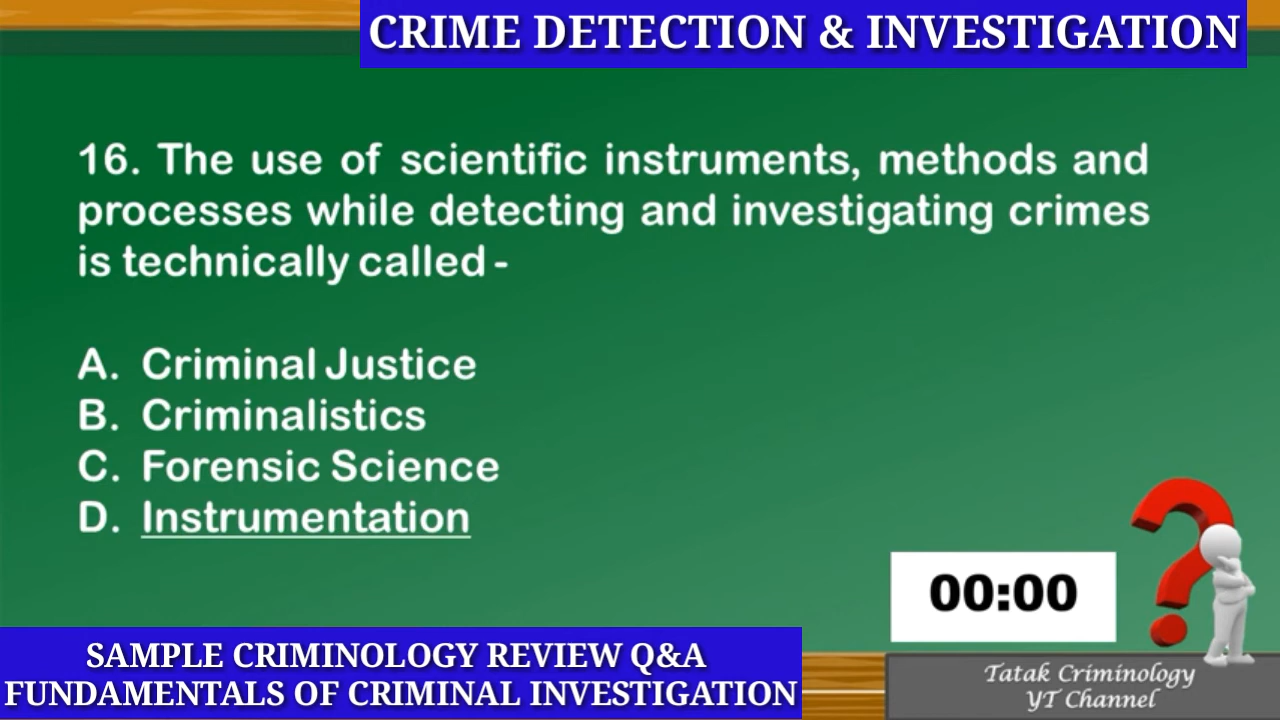 CRIME DETECTION & INVESTIGATION
16. The use of scientific instruments, methods and
processes while detecting and investigating crimes
is technically called -
A. Criminal Justice
B. Criminalistics
C. Forensic Science
D. Instrumentation
00:00
SAMPLE CRIMINOLOGY REVIEW Q&A
FUNDAMENTALS OF CRIMINAL INVESTIGATION
Tatak Criminology
YT Channel